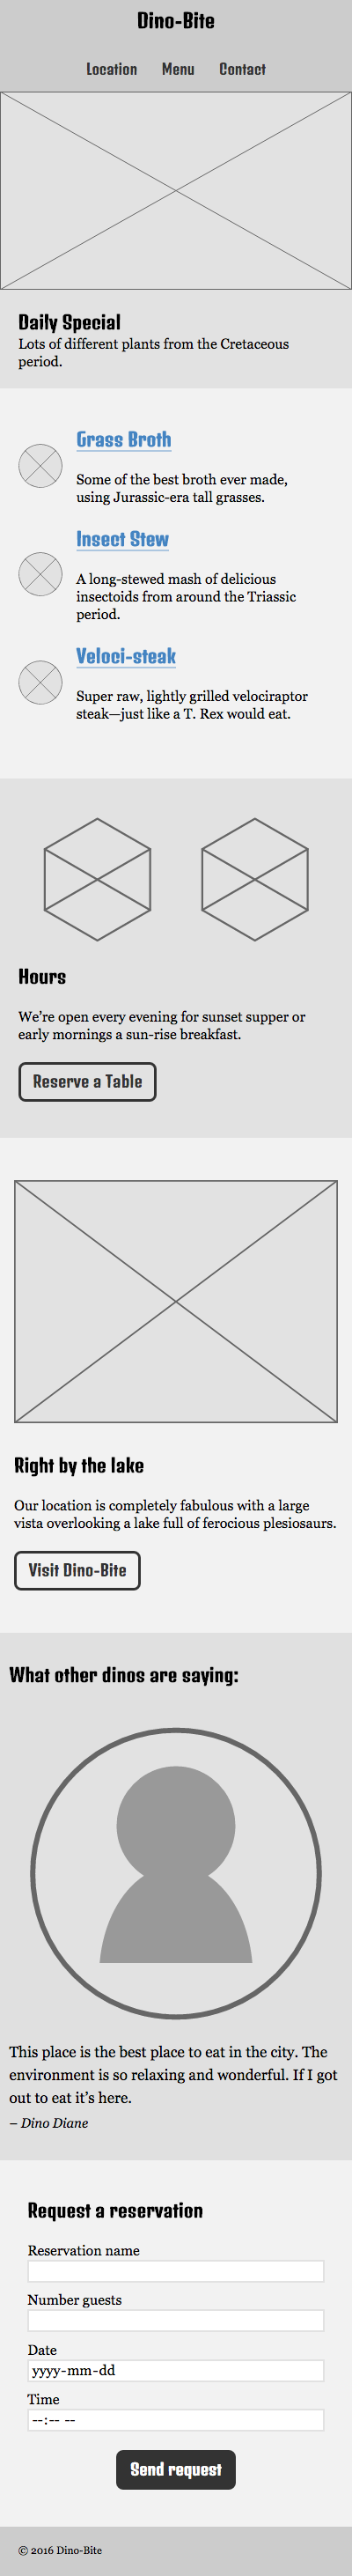 Dino-Bite
Location Menu Contact
Daily Special
Lots of different plants from the Cretaceous
period.
Grass Broth
Some of the best broth ever made,
using Jurassic-era tall grasses.
Insect Stew
A long-stewed mash of delicious
insectoids from around the Triassic
period.
Veloci-steak
Super raw, lightly grilled velociraptor
steak—just like a T. Rex would eat.
Hours
We’re open every evening for sunset supper or
early mornings a sun-rise breakfast.
Reserve a Table
Right by the lake
Our location is completely fabulous with a large
vista overlooking a lake full of ferocious plesiosaurs.
Visit Dino-Bite
What other dinos are saying:
This place is the best place to eat in the city. The
environment is so relaxing and wonderful. If I got
out to eat it’s here.
– Dino Diane
Request a reservation
Reservation name
Number guests
Date
yyyy-mm-dd
Time
--:-- --
Send request
© 2016 Dino-Bite